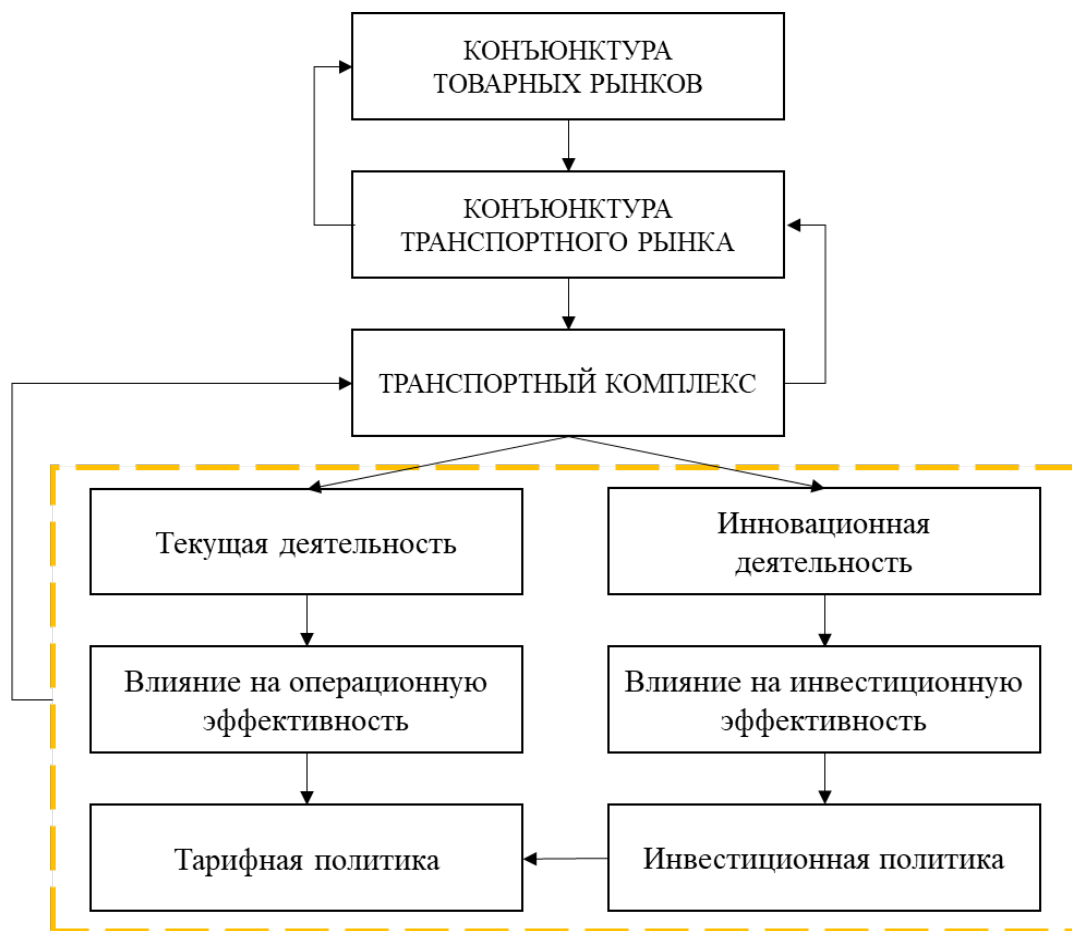 КОНЪЮНКТУРА
ТОВАРНЫХ РЫНКОВ
КОНЪЮНКТУРА
ТРАНСПОРТНОГО РЫНКА
ТРАНСПОРТНЫЙ КОМПЛЕКС
Текущая деятельность
Инновационная
деятельность
Влияние на операционную
эффективность
Влияние на инвестиционную
эффективность
Тарифная политика
Инвестиционная политика